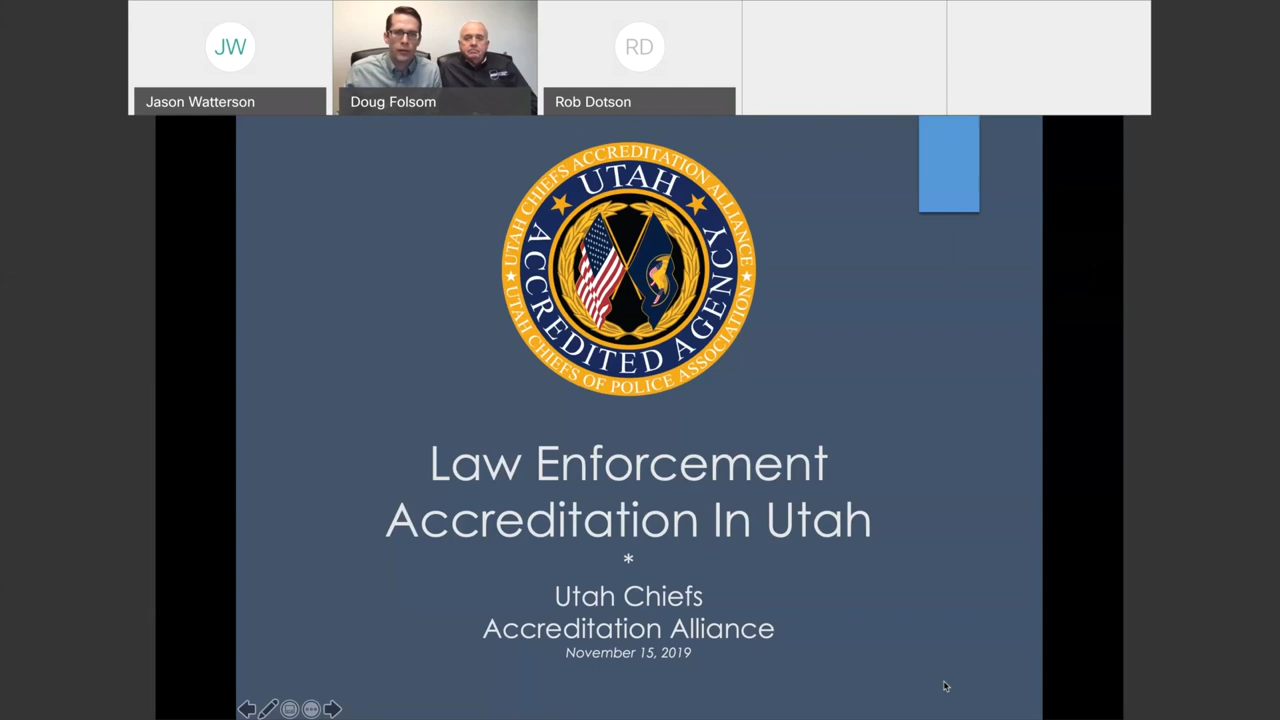 JW
RD
Jason Watterson
Doug Folsom
Rob Dotson
UTAH CHIEFS ACCREDITATION ALLIANCE
UTAH
ACCREDITED AGENCY
UTAH CHIEFS OF POLICE ASSOCIATION
Law Enforcement
Accreditation In Utah
*
Utah Chiefs
Accreditation Alliance
November 15, 2019